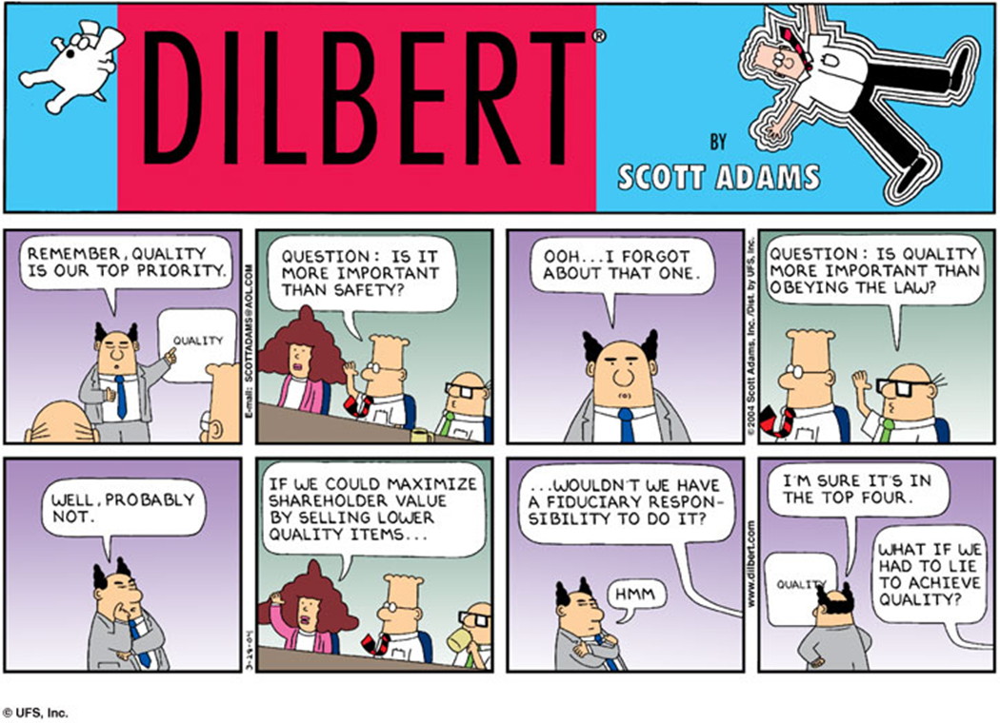 DILBERT®
BY
SCOTT ADAMS
REMEMBER, QUALITY
IS OUR TOP PRIORITY.
QUALITY
E-mail: SCOTTADAMS@AOL.COM
QUESTION: IS IT
MORE IMPORTANT
THAN SAFETY?
OOH...I FORGOT
ABOUT THAT ONE.
© 2004 Scott Adams, Inc./Dist. by UFS, Inc.
QUESTION: IS QUALITY
MORE IMPORTANT THAN
OBEYING THE LAW?
WELL, PROBABLY
NOT.
3-28-04
IF WE COULD MAXIMIZE
SHAREHOLDER VALUE
BY SELLING LOWER
QUALITY ITEMS...
...WOULDN'T WE HAVE
A FIDUCIARY RESPON-
SIBILITY TO DO IT?
HMM
www.dilbert.com
I'M SURE IT'S IN
THE TOP FOUR.
QUALITY
WHAT IF WE
HAD TO LIE
TO ACHIEVE
QUALITY?
© UFS, Inc.